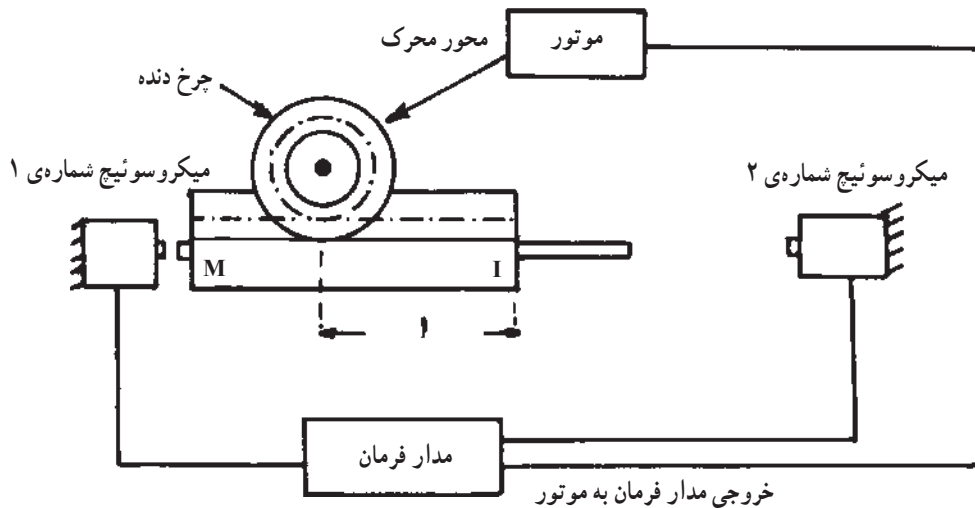 موتور
محور محرک
چرخ دنده
میکروسوئیچ شماره‌ی ۱
میکروسوئیچ شماره‌ی ۲
M
I
مدار فرمان
خروجی مدار فرمان به موتور